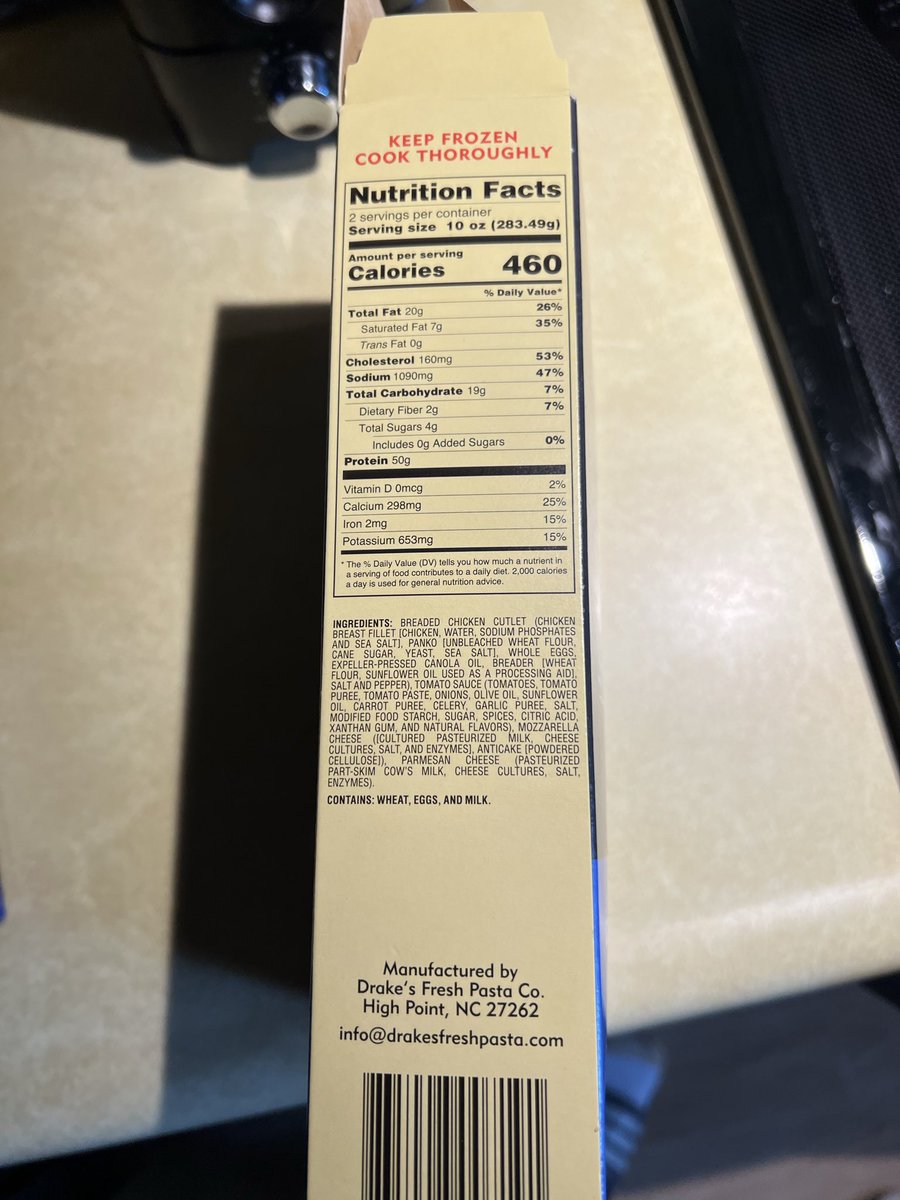 KEEP FROZEN
COOK THOROUGHLY
Nutrition Facts
2 servings per container
Serving size 10 oz (283.49g)
Amount per serving
Calories 460
% Daily Value*
Total Fat 20g 26%
Saturated Fat 7g 35%
Trans Fat 0g
Cholesterol 160mg 53%
Sodium 1090mg 47%
Total Carbohydrate 19g 7%
Dietary Fiber 2g 7%
Total Sugars 4g
Includes 0g Added Sugars 0%
Protein 50g
Vitamin D 0mcg 2%
Calcium 298mg 25%
Iron 2mg 15%
Potassium 653mg 15%
* The % Daily Value (DV) tells you how much a nutrient in
a serving of food contributes to a daily diet. 2,000 calories
a day is used for general nutrition advice.
INGREDIENTS: BREADED CHICKEN CUTLET (CHICKEN
BREAST FILLET [CHICKEN, WATER, SODIUM PHOSPHATES
AND SEA SALT], PANKO [UNBLEACHED WHEAT FLOUR,
CANE SUGAR, YEAST, SEA SALT], WHOLE EGGS,
EXPELLER-PRESSED CANOLA OIL, BREADER [WHEAT
FLOUR, SUNFLOWER OIL USED AS A PROCESSING AID],
SALT AND PEPPER), TOMATO SAUCE (TOMATOES, TOMATO
PUREE, TOMATO PASTE, ONIONS, OLIVE OIL, SUNFLOWER
OIL, CARROT PUREE, CELERY, GARLIC PUREE, SALT,
MODIFIED FOOD STARCH, SUGAR, SPICES, CITRIC ACID,
XANTHAN GUM, AND NATURAL FLAVORS), MOZZARELLA
CHEESE ([CULTURED PASTEURIZED MILK, CHEESE
CULTURES, SALT, AND ENZYMES], ANTICAKE [POWDERED
CELLULOSE]), PARMESAN CHEESE (PASTEURIZED
PART-SKIM COW'S MILK, CHEESE CULTURES, SALT,
ENZYMES).
CONTAINS: WHEAT, EGGS, AND MILK.
Manufactured by
Drake's Fresh Pasta Co.
High Point, NC 27262
info@drakesfreshpasta.com